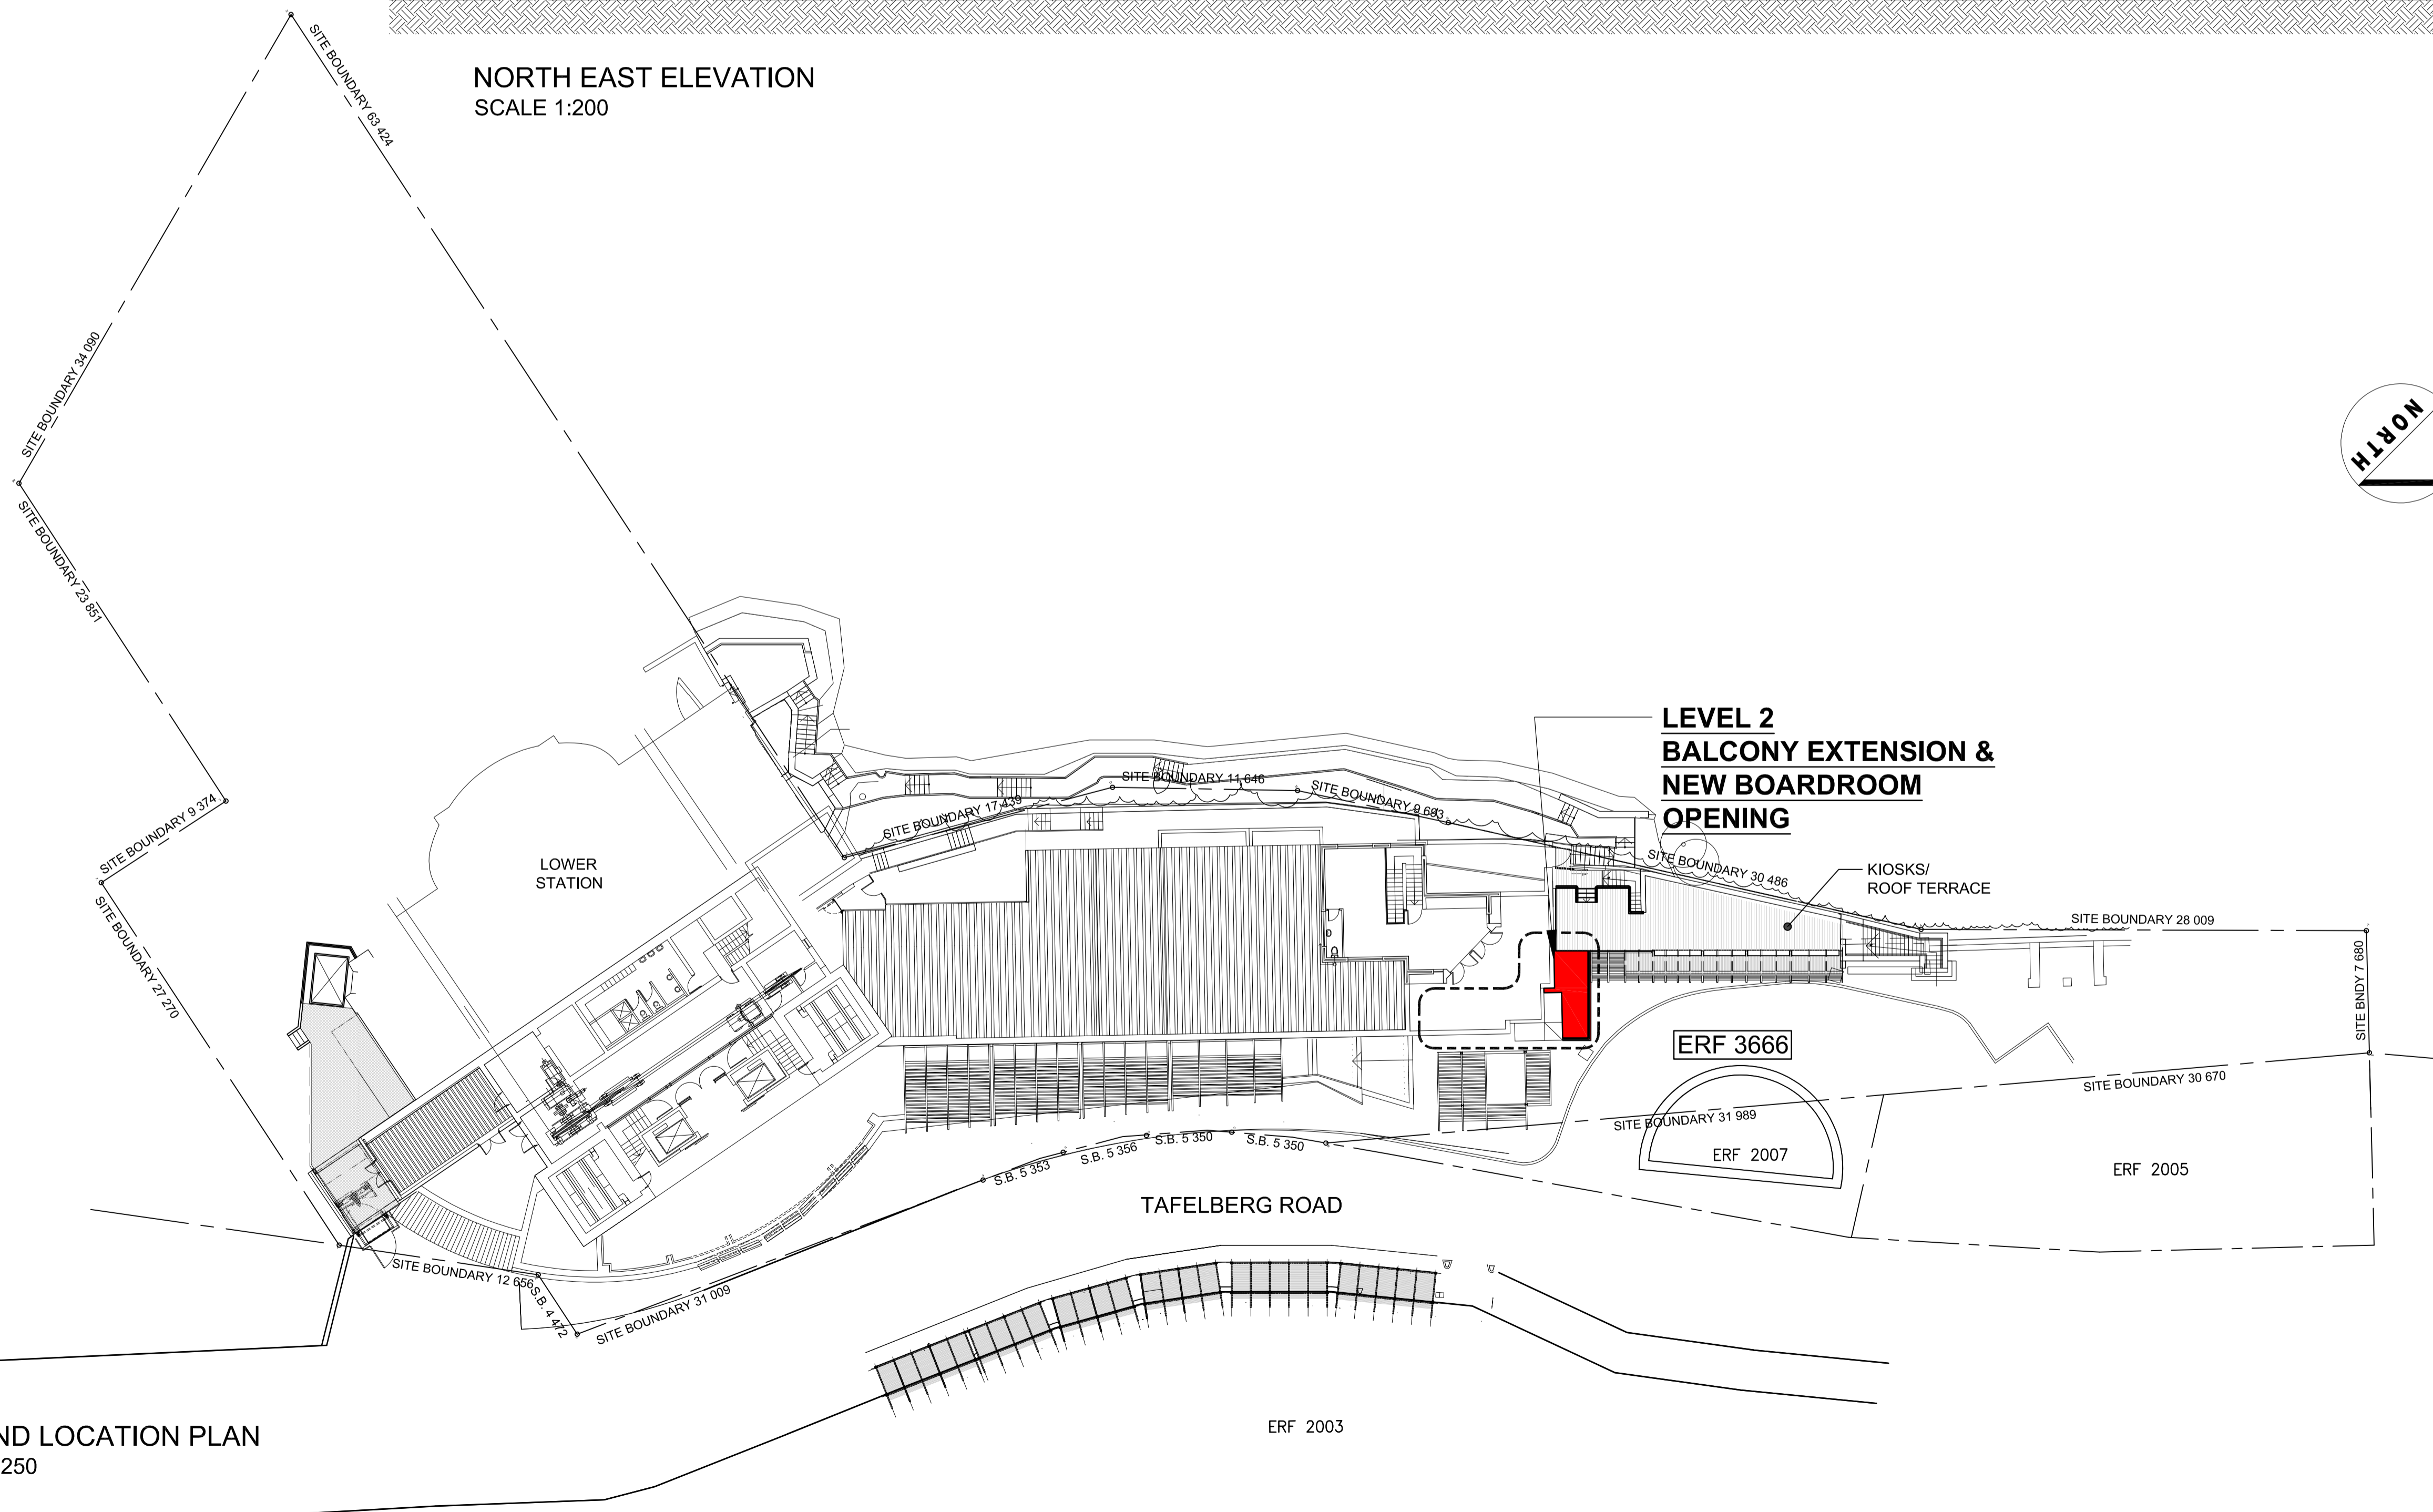 NORTH EAST ELEVATION
SCALE 1:200
SITE BOUNDARY 63 424
SITE BOUNDARY 34 090
NORTH
SITE BOUNDARY 23 851
LEVEL 2
BALCONY EXTENSION &
NEW BOARDROOM
OPENING
SITE BOUNDARY 11 646
SITE BOUNDARY 9 693
SITE BOUNDARY 17 439
SITE BOUNDARY 9 374
LOWER
STATION
SITE BOUNDARY 30 486
KIOSKS/
ROOF TERRACE
SITE BOUNDARY 28 009
SITE BOUNDARY 27 270
SITE BNDY 7 680
ERF 3666
SITE BOUNDARY 30 670
SITE BOUNDARY 31 989
S.B. 5 353
S.B. 5 356
S.B. 5 350
S.B. 5 350
ERF 2007
ERF 2005
TAFELBERG ROAD
SITE BOUNDARY 12 656
S.B. 4 472
SITE BOUNDARY 31 009
ERF 2003
ND LOCATION PLAN
250